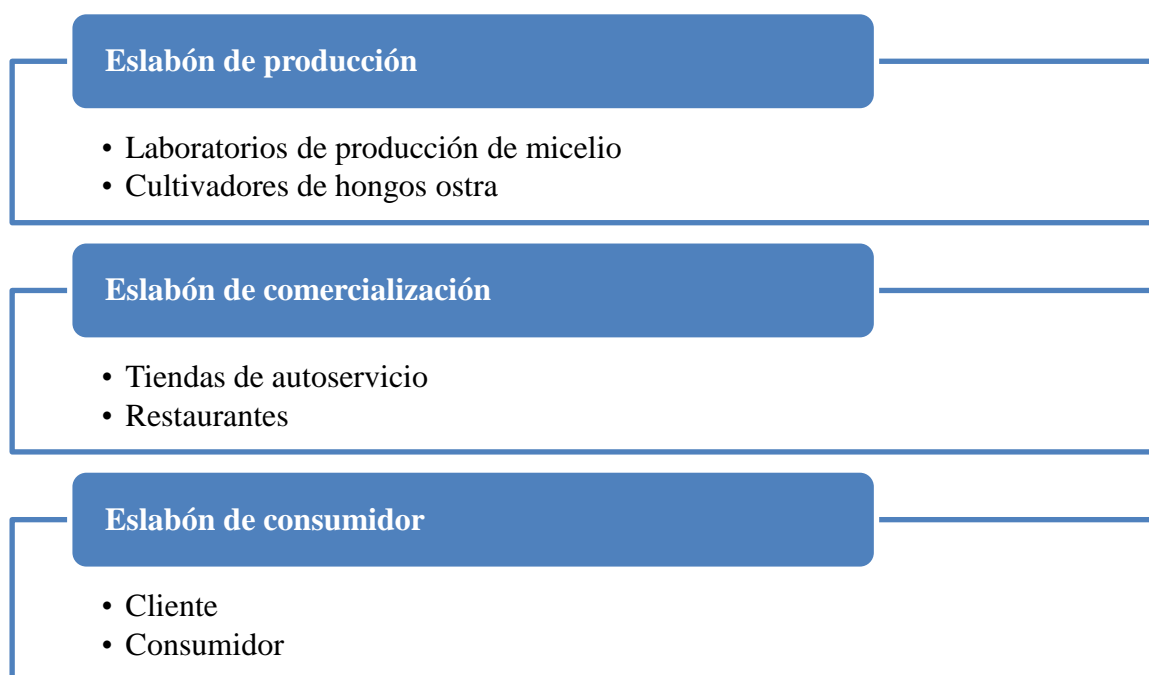 Eslabón de producción
• Laboratorios de producción de micelio
• Cultivadores de hongos ostra
Eslabón de comercialización
• Tiendas de autoservicio
• Restaurantes
Eslabón de consumidor
• Cliente
• Consumidor